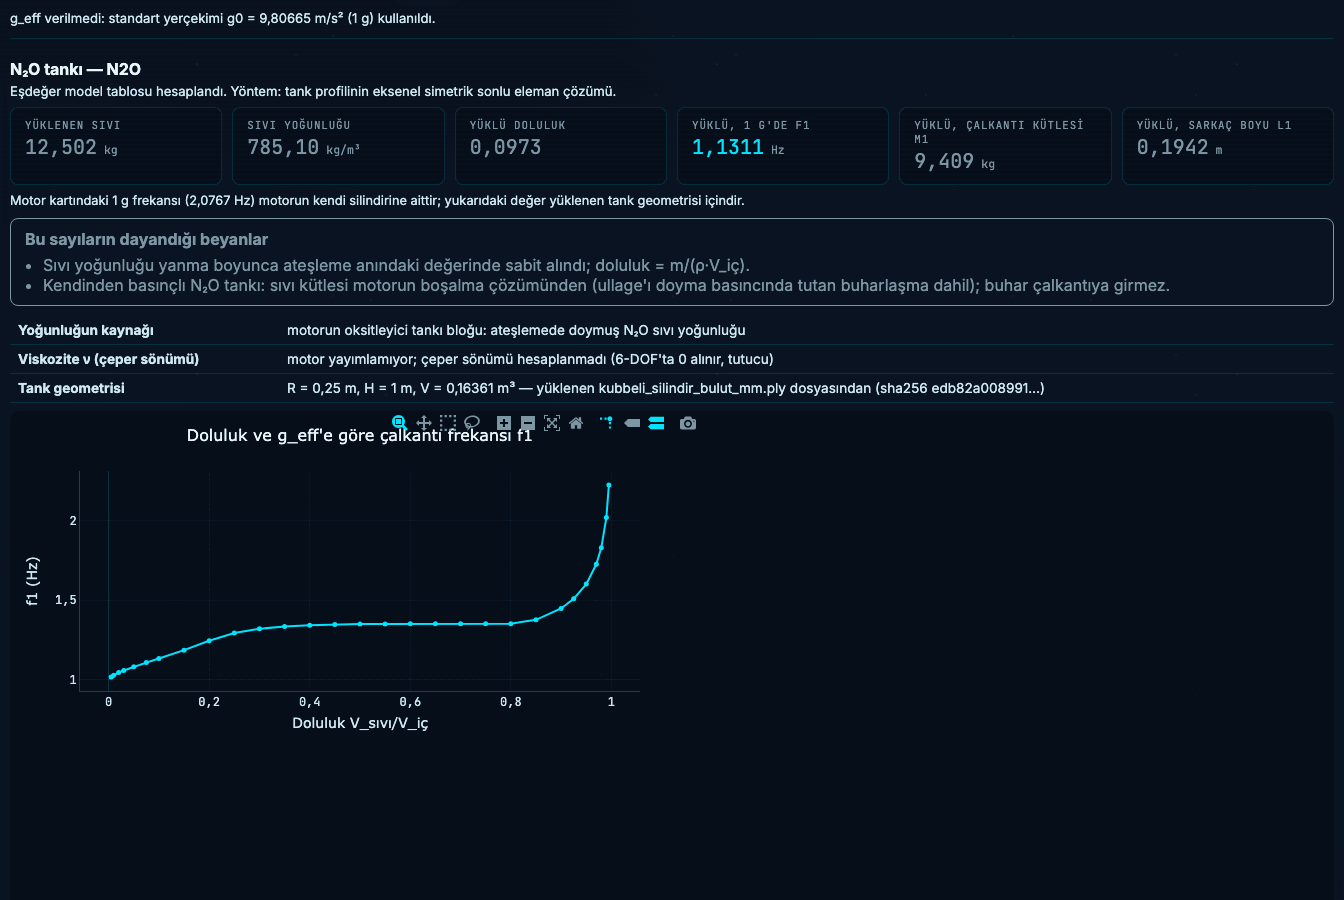 g_eff verilmedi: standart yerçekimi g0 = 9,80665 m/s² (1 g) kullanıldı.
N₂O tankı — N2O
Eşdeğer model tablosu hesaplandı. Yöntem: tank profilinin eksenel simetrik sonlu eleman çözümü.
YÜKLENEN SIVI
12,502 kg
SIVI YOĞUNLUĞU
785,10 kg/m³
YÜKLÜ DOLULUK
0,0973
YÜKLÜ, 1 G'DE F1
1,1311 Hz
YÜKLÜ, ÇALKANTI KÜTLESİ
M1
9,409 kg
YÜKLÜ, SARKAÇ BOYU L1
0,1942 m
Motor kartındaki 1 g frekansı (2,0767 Hz) motorun kendi silindirine aittir; yukarıdaki değer yüklenen tank geometrisi içindir.
Bu sayıların dayandığı beyanlar
• Sıvı yoğunluğu yanma boyunca ateşleme anındaki değerinde sabit alındı; doluluk = m/(ρ·V_iç).
• Kendinden basınçlı N₂O tankı: sıvı kütlesi motorun boşalma çözümünden (ullage'ı doyma basıncında tutan buharlaşma dahil); buhar çalkantıya girmez.
Yoğunluğun kaynağı motorun oksitleyici tankı bloğu: ateşlemede doymuş N₂O sıvı yoğunluğu
Viskozite ν (çeper sönümü) motor yayımlamıyor; çeper sönümü hesaplanmadı (6-DOF'ta 0 alınır, tutucu)
Tank geometrisi R = 0,25 m, H = 1 m, V = 0,16361 m³ — yüklenen kubbeli_silindir_bulut_mm.ply dosyasından (sha256 edb82a008991…)
Doluluk ve g_eff'e göre çalkantı frekansı f1
f1 (Hz)
2
1,5
1
0 0,2 0,4 0,6 0,8 1
Doluluk V_sıvı/V_iç